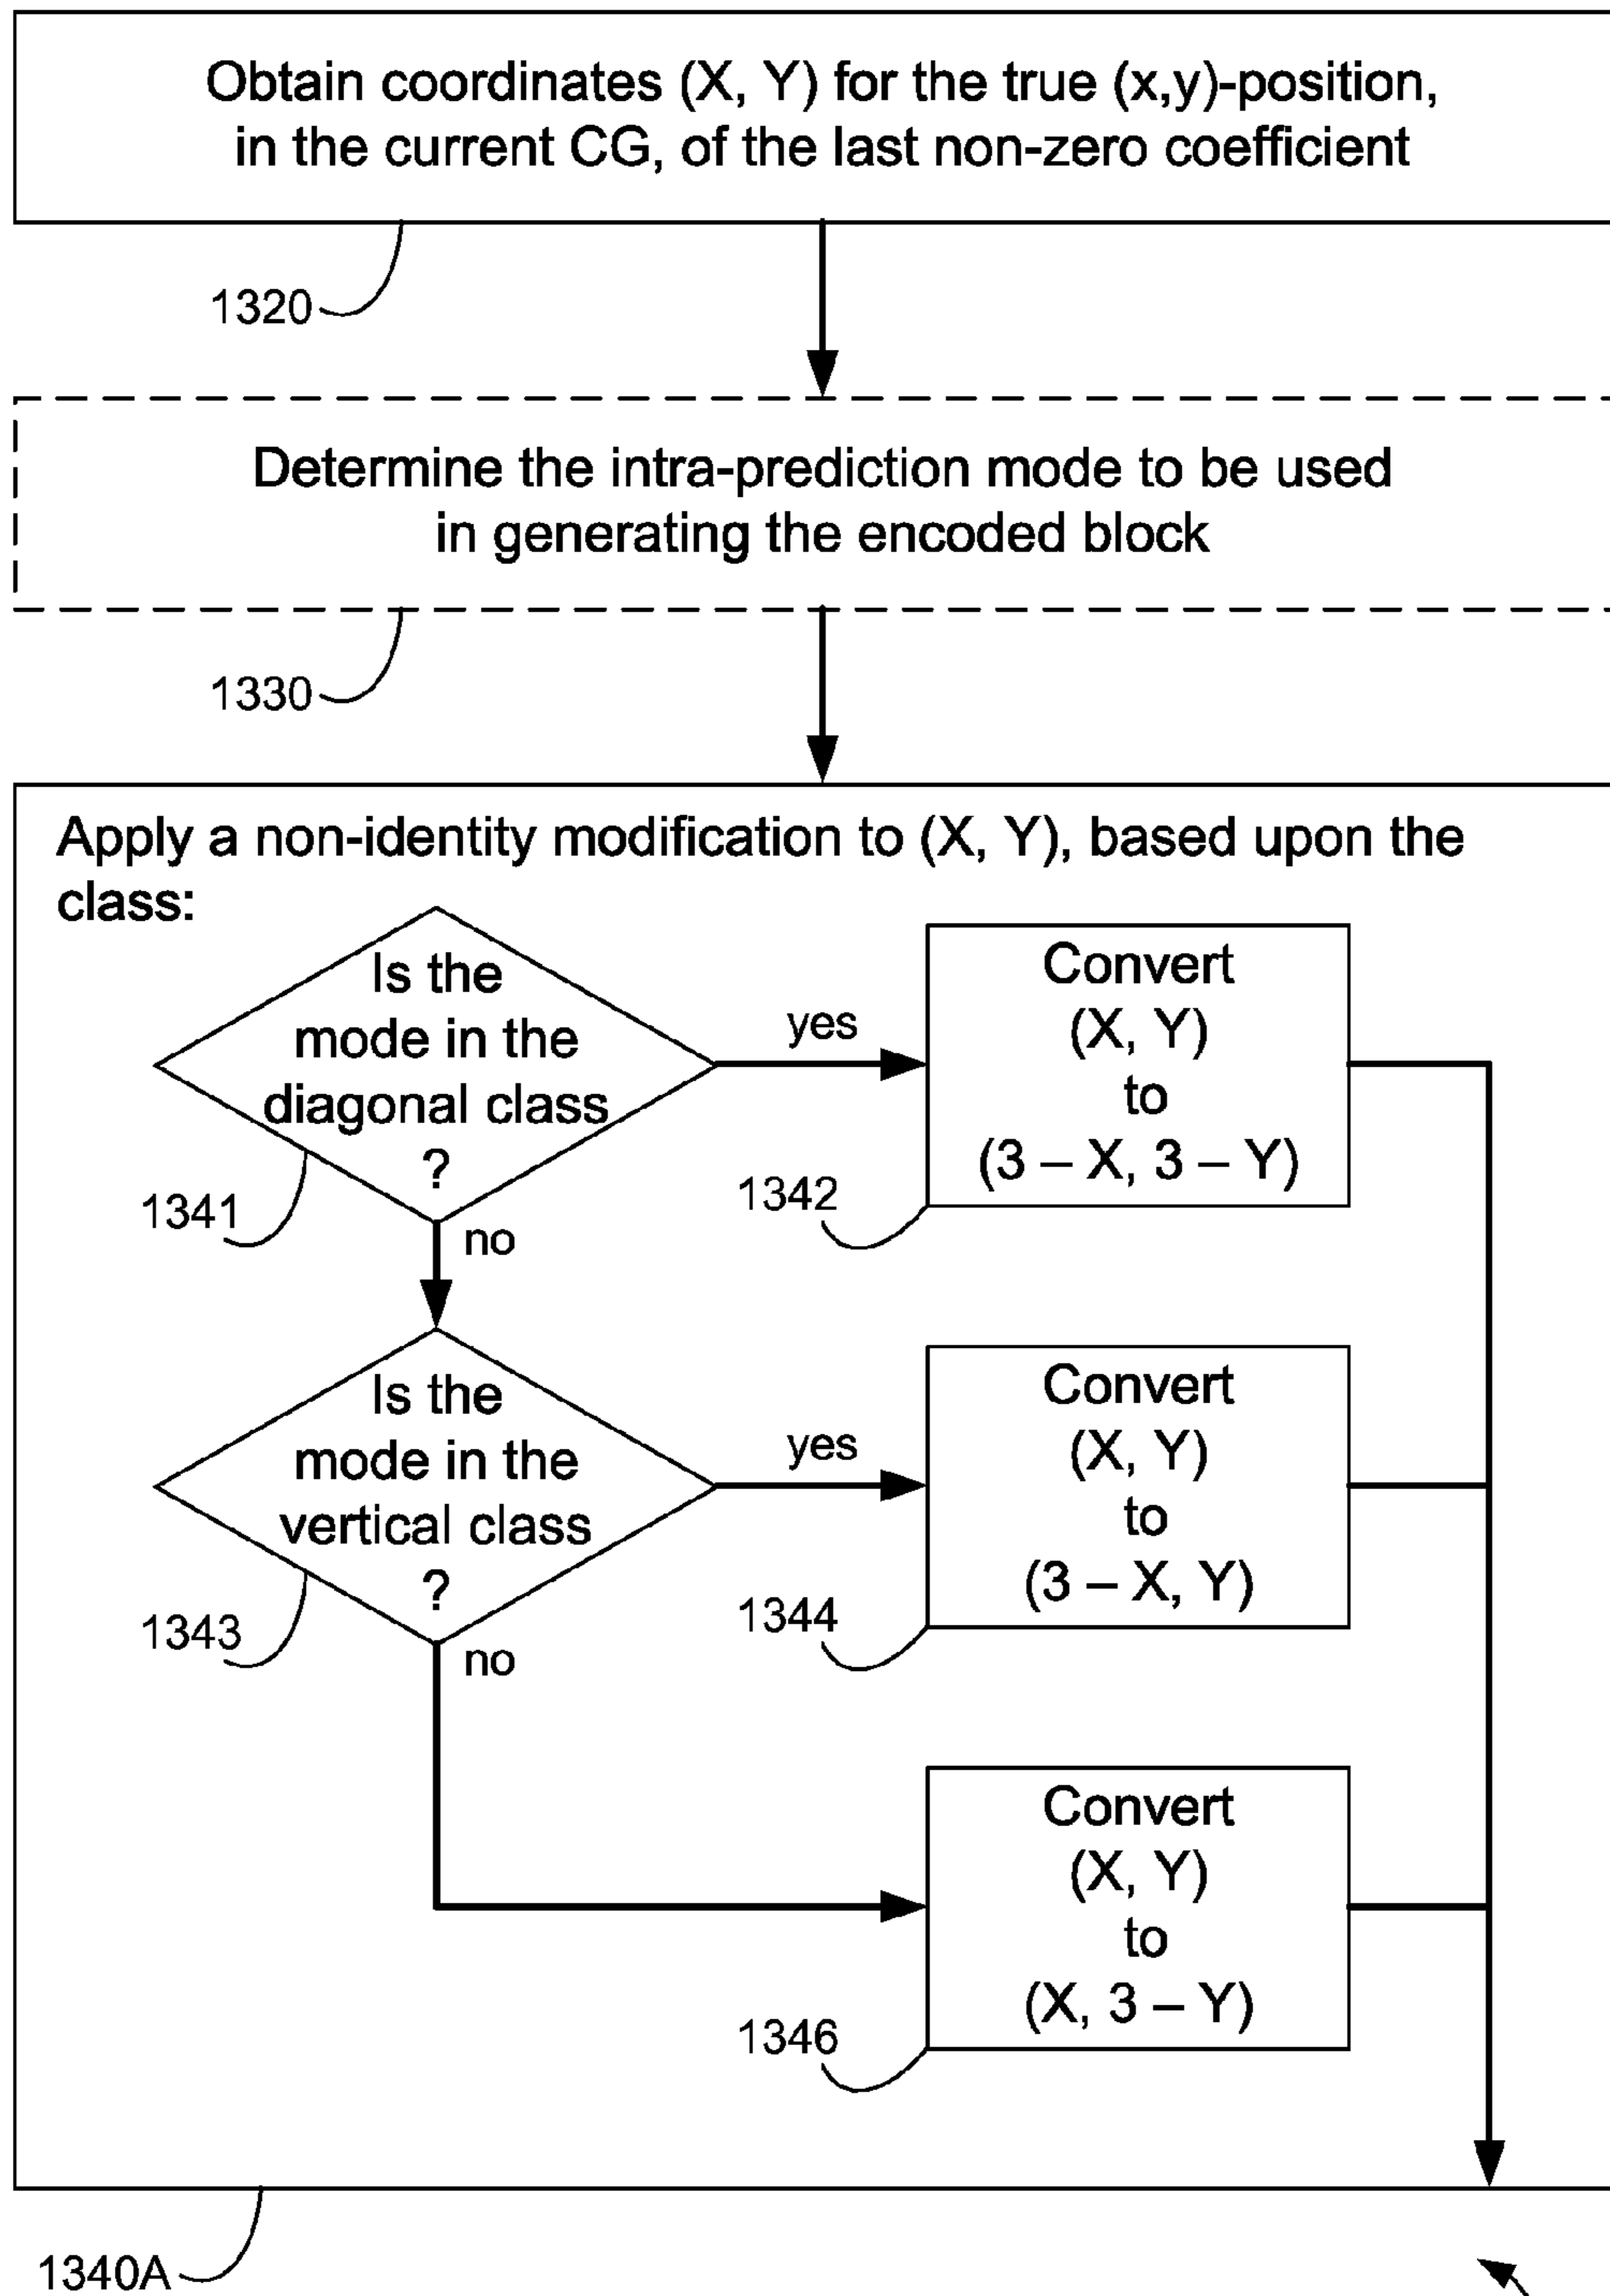 Obtain coordinates (X, Y) for the true (x,y)-position,
in the current CG, of the last non-zero coefficient
1320
Determine the intra-prediction mode to be used
in generating the encoded block
1330
Apply a non-identity modification to (X, Y), based upon the
class:
Is the
mode in the
diagonal class
?
1341
yes
no
Convert
(X, Y)
to
(3 – X, 3 – Y)
1342
Is the
mode in the
vertical class
?
1343
yes
no
Convert
(X, Y)
to
(3 – X, Y)
1344
Convert
(X, Y)
to
(X, 3 – Y)
1346
1340A